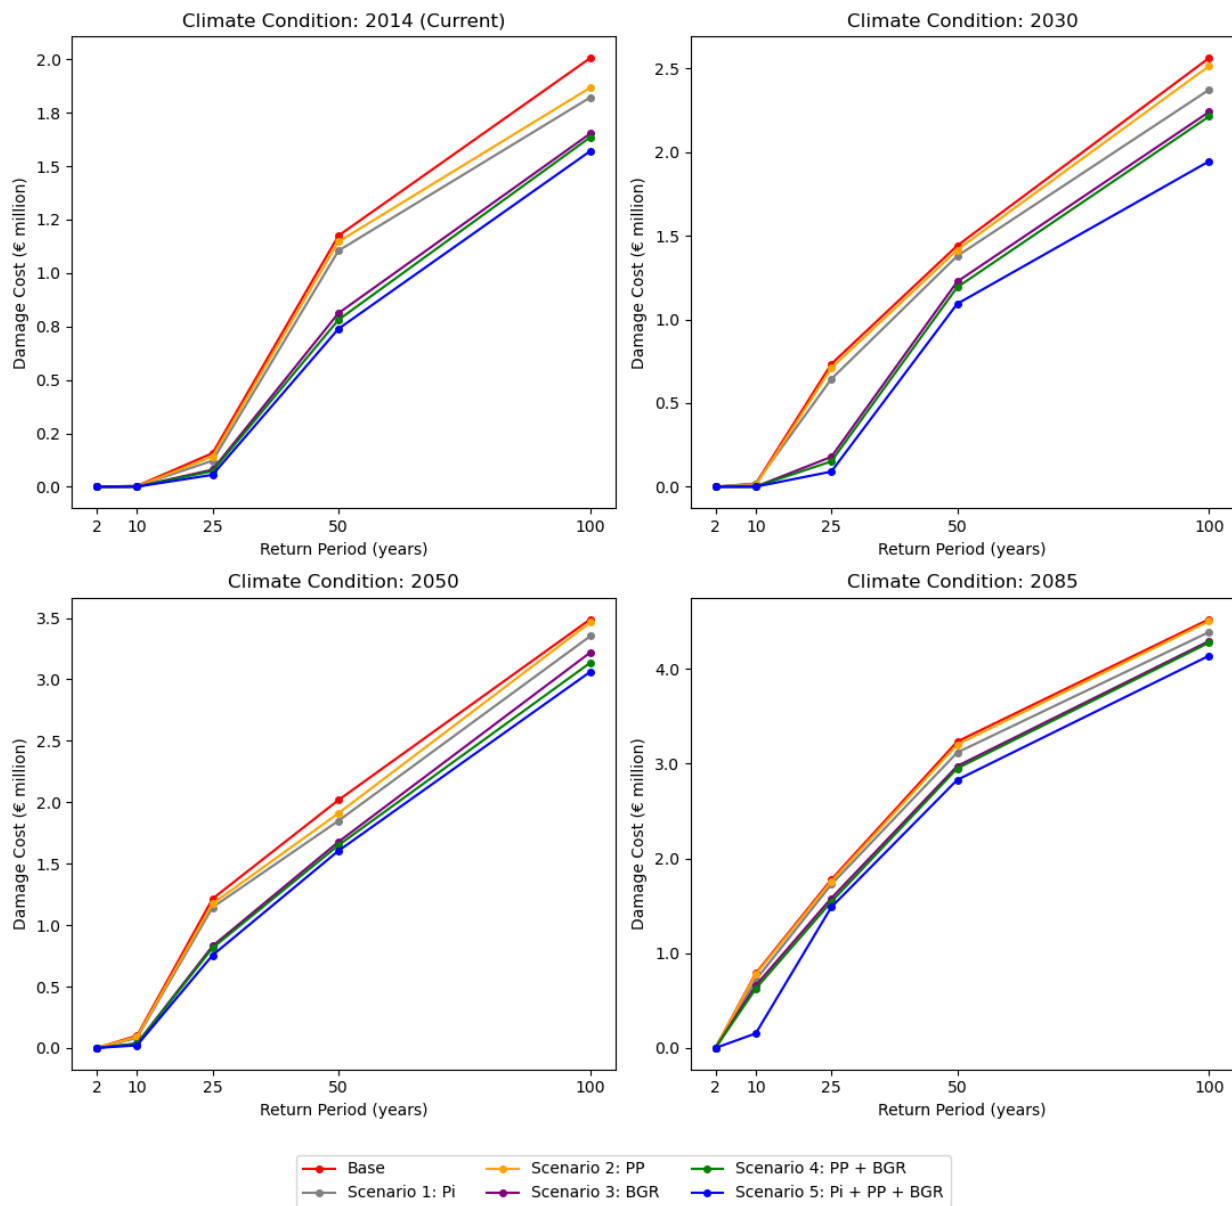 Climate Condition: 2014 (Current)
Damage Cost (€ million)
2.0
1.8
1.5
1.2
1.0
0.8
0.5
0.2
0.0
2 10 25 50 100
Return Period (years)
Climate Condition: 2030
Damage Cost (€ million)
2.5
2.0
1.5
1.0
0.5
0.0
2 10 25 50 100
Return Period (years)
Climate Condition: 2050
Damage Cost (€ million)
3.5
3.0
2.5
2.0
1.5
1.0
0.5
0.0
2 10 25 50 100
Return Period (years)
Climate Condition: 2085
Damage Cost (€ million)
4.0
3.0
2.0
1.0
0.0
2 10 25 50 100
Return Period (years)
Base
Scenario 1: Pi
Scenario 2: PP
Scenario 3: BGR
Scenario 4: PP + BGR
Scenario 5: Pi + PP + BGR